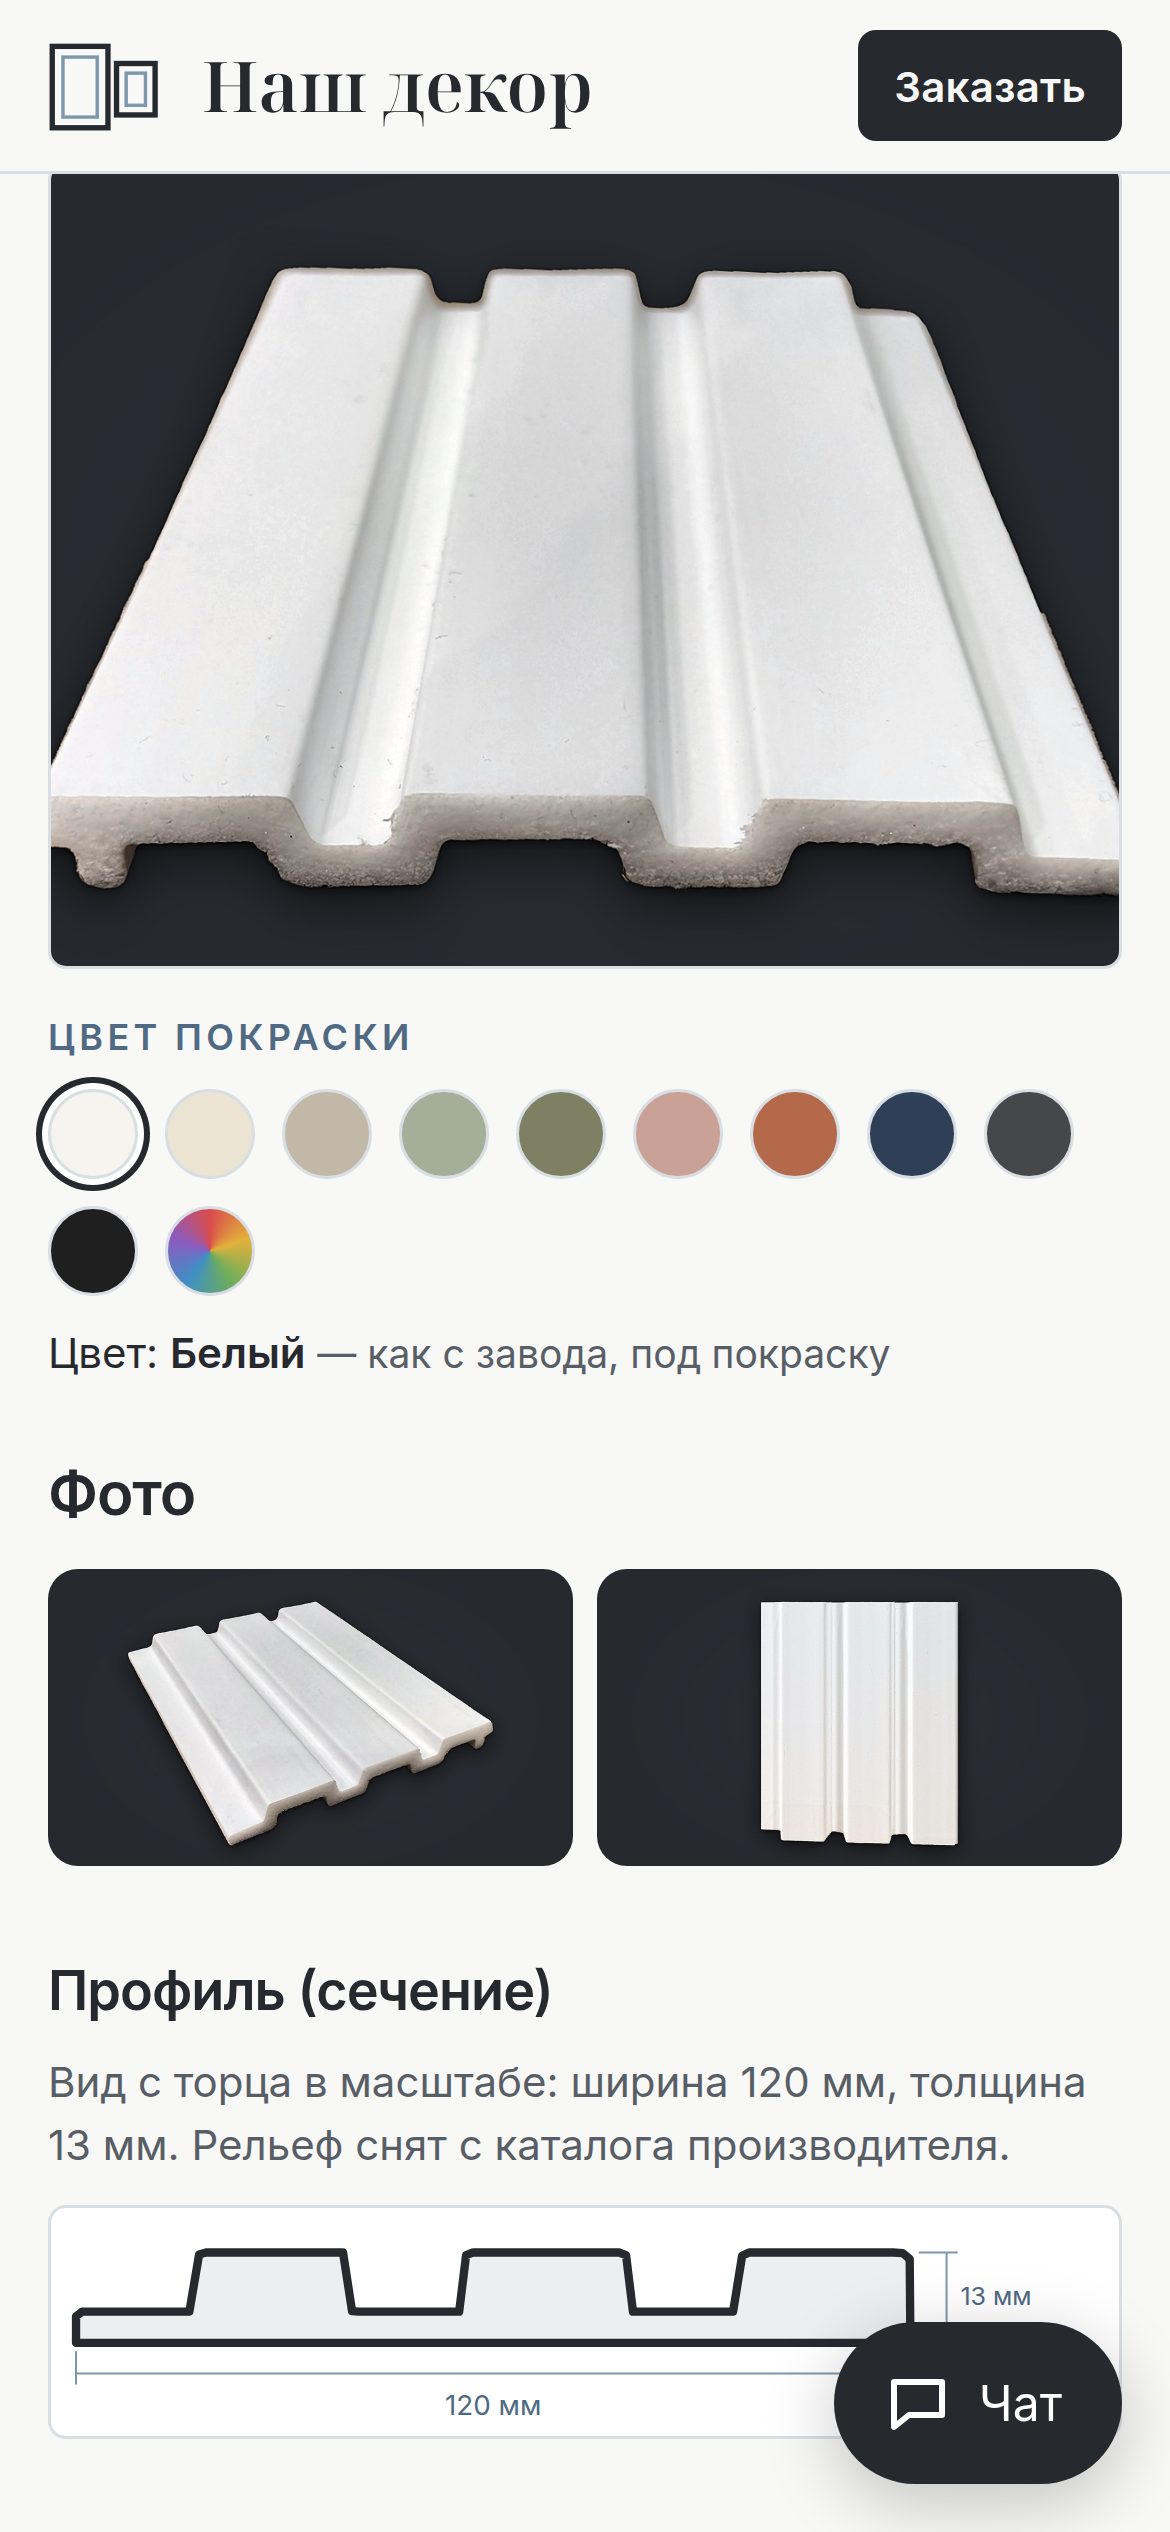 Наш декор
Заказать
ЦВЕТ ПОКРАСКИ
Цвет: Белый — как с завода, под покраску
Фото
Профиль (сечение)
Вид с торца в масштабе: ширина 120 мм, толщина
13 мм. Рельеф снят с каталога производителя.
13 мм
120 мм
Чат